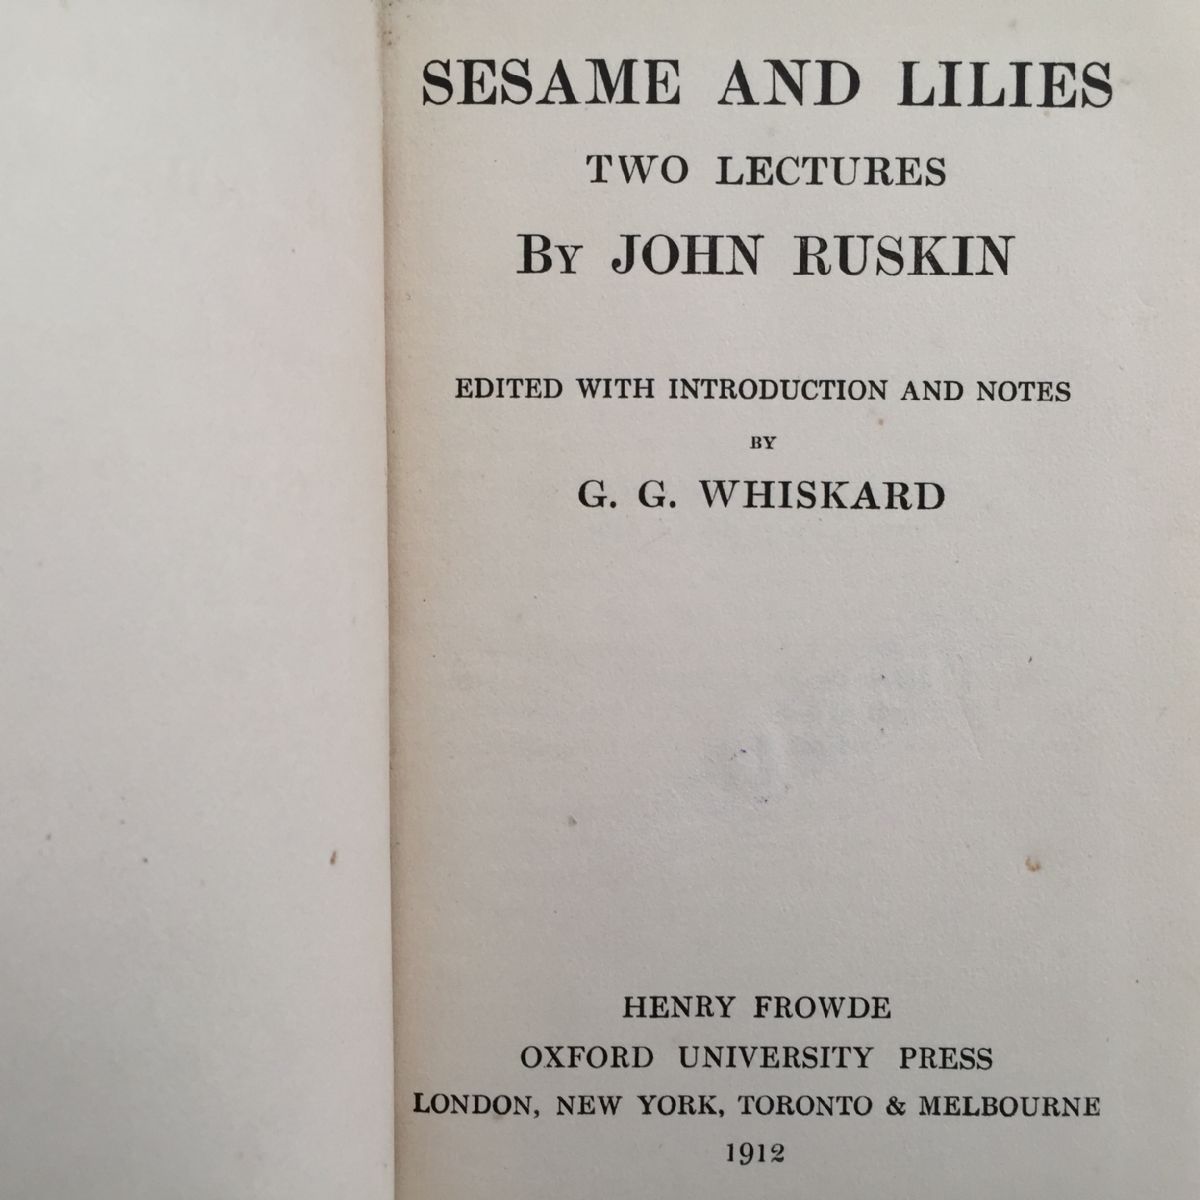 SESAME AND LILIES
TWO LECTURES
BY JOHN RUSKIN
EDITED WITH INTRODUCTION AND NOTES
BY
G. G. WHISKARD
HENRY FROWDE
OXFORD UNIVERSITY PRESS
LONDON, NEW YORK, TORONTO & MELBOURNE
1912